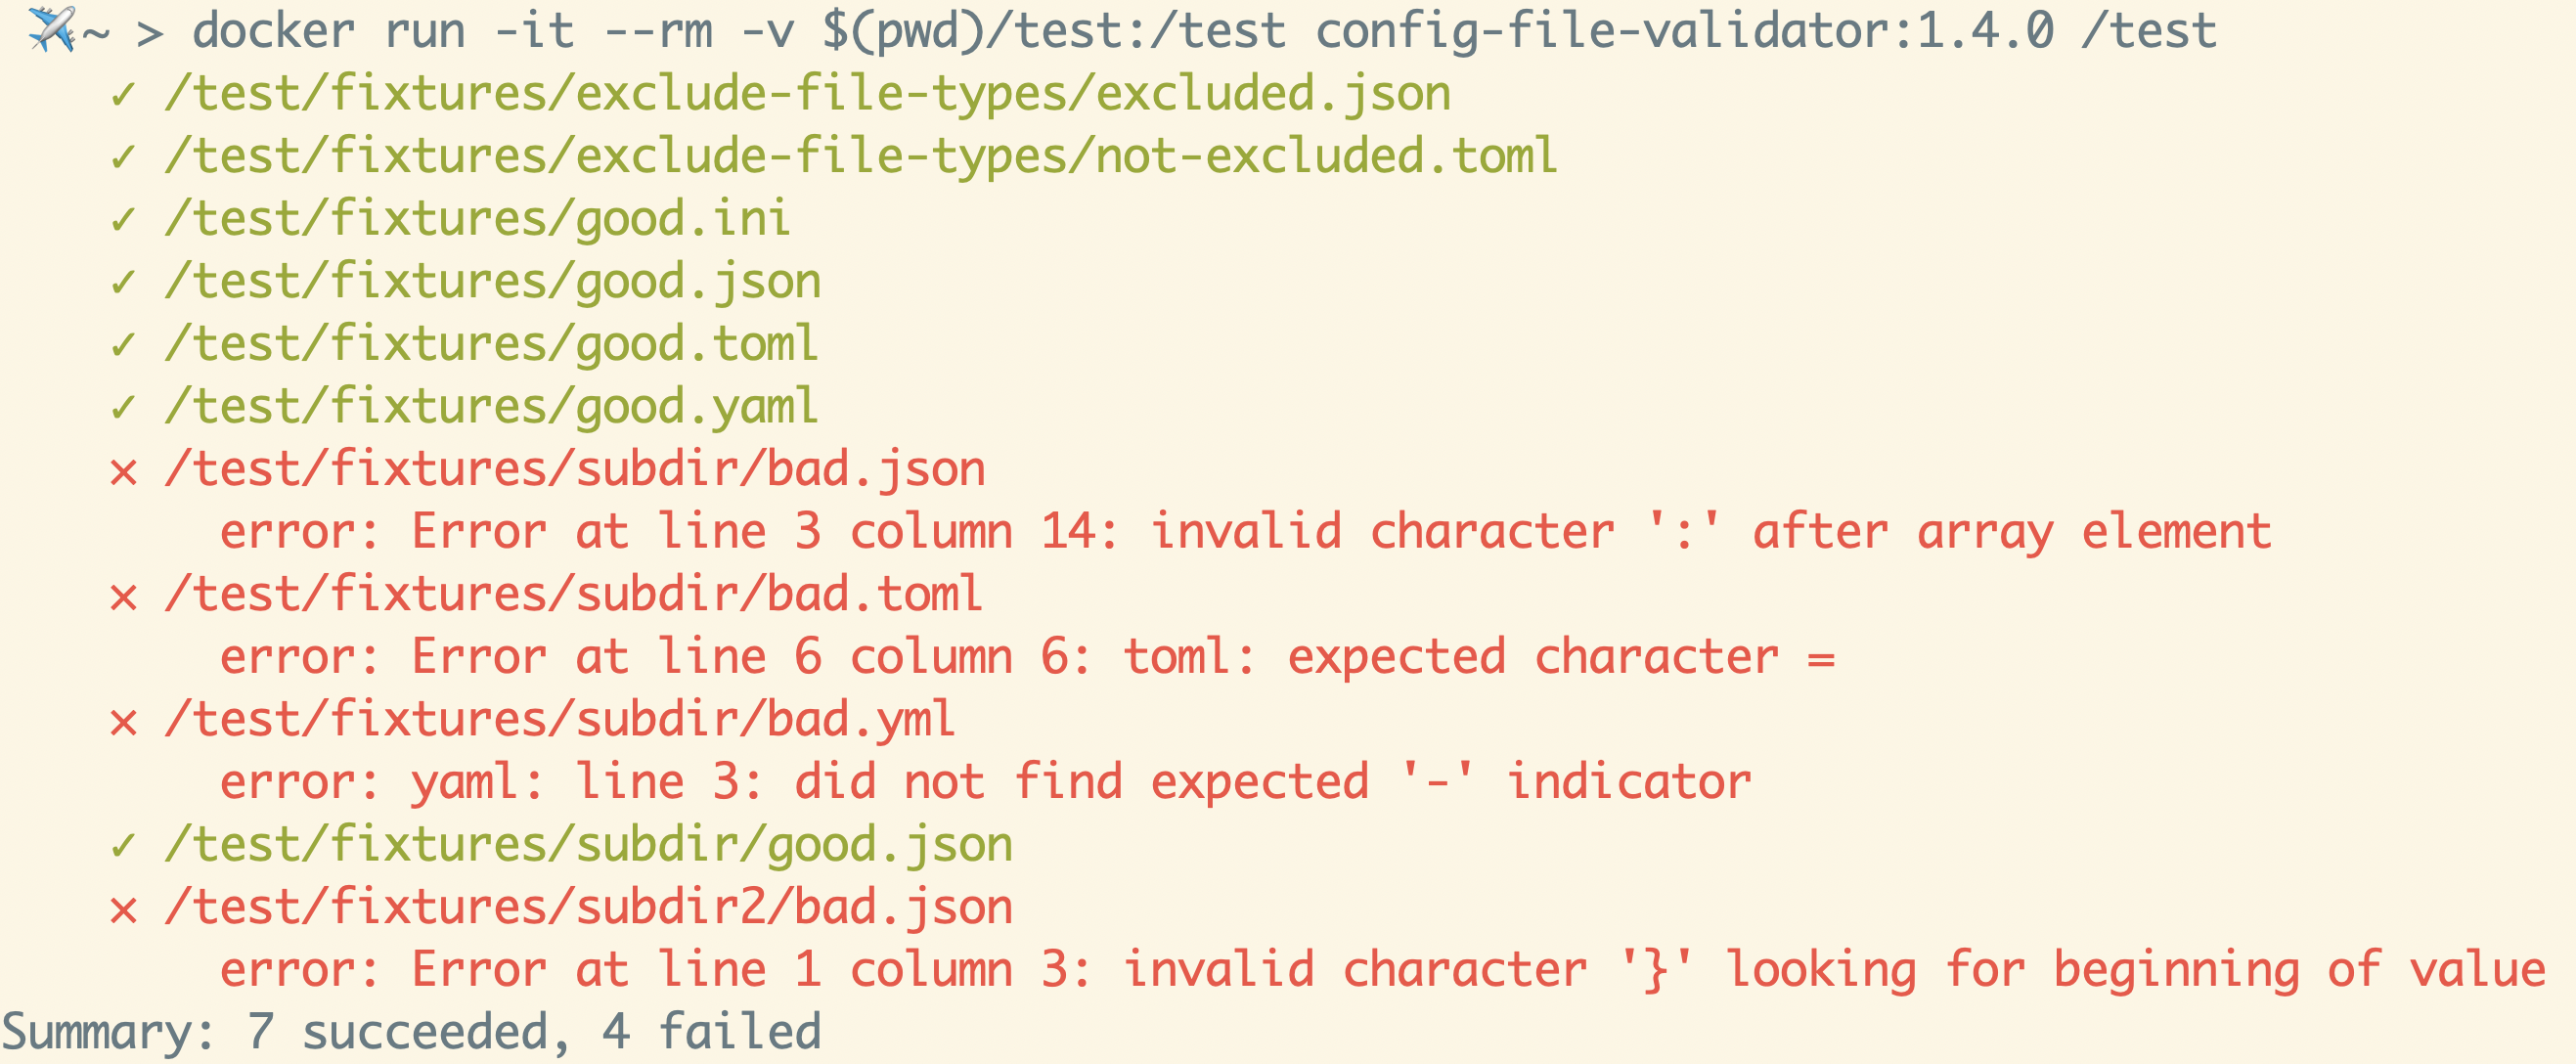 ✈️~ > docker run -it --rm -v $(pwd)/test:/test config-file-validator:1.4.0 /test
✓ /test/fixtures/exclude-file-types/excluded.json
✓ /test/fixtures/exclude-file-types/not-excluded.toml
✓ /test/fixtures/good.ini
✓ /test/fixtures/good.json
✓ /test/fixtures/good.toml
✓ /test/fixtures/good.yaml
× /test/fixtures/subdir/bad.json
error: Error at line 3 column 14: invalid character ':' after array element
× /test/fixtures/subdir/bad.toml
error: Error at line 6 column 6: toml: expected character =
× /test/fixtures/subdir/bad.yml
error: yaml: line 3: did not find expected '-' indicator
✓ /test/fixtures/subdir/good.json
× /test/fixtures/subdir2/bad.json
error: Error at line 1 column 3: invalid character '}' looking for beginning of value
Summary: 7 succeeded, 4 failed